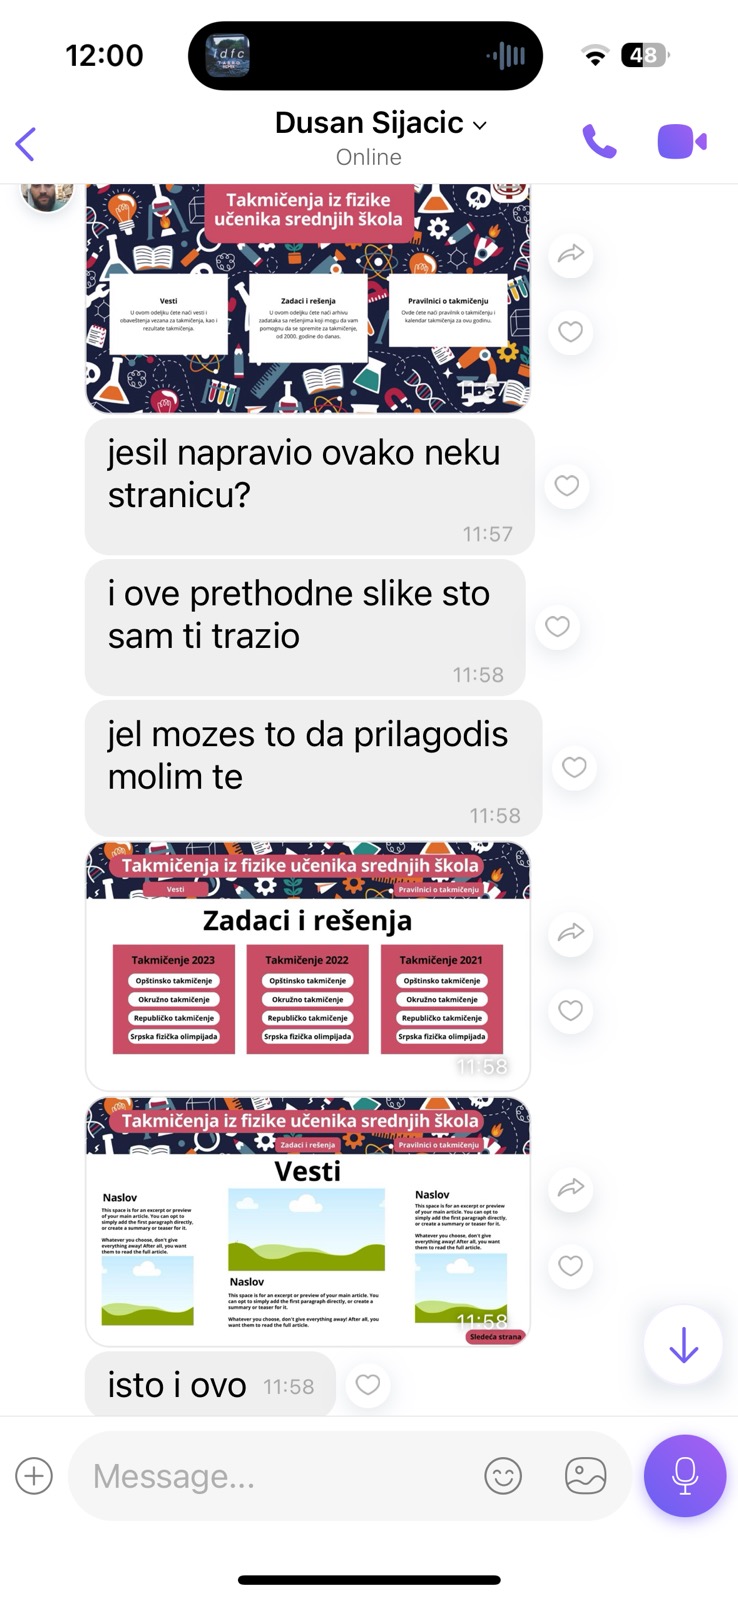 12:00
idfc
48
Dusan Sijacic
Online
Takmičenja iz fizike
učenika srednjih škola
Vesti
U ovom odeljku ćete naći vesti i
obaveštenja vezana za takmičenja, kao i
rezultate takmičenja.
Zadaci i rešenja
U ovom odeljku ćete naći arhivu
zadataka sa rešenjima koji mogu da vam
pomognu da se spremite za takmičenje,
od 2000. godine do danas.
Pravilnici o takmičenju
Ovde ćete naći pravilnik o takmičenju i
kalendar takmičenja za ovu godinu.
11:57
jesil napravio ovako neku
stranicu?
11:57
i ove prethodne slike sto
sam ti trazio
11:58
jel mozes to da prilagodis
molim te
11:58
Takmičenja iz fizike učenika srednjih škola
Vesti
Pravilnici o takmičenju
Zadaci i rešenja
Takmičenje 2023
Opštinsko takmičenje
Okružno takmičenje
Republičko takmičenje
Srpska fizička olimpijada
Takmičenje 2022
Opštinsko takmičenje
Okružno takmičenje
Republičko takmičenje
Srpska fizička olimpijada
Takmičenje 2021
Opštinsko takmičenje
Okružno takmičenje
Republičko takmičenje
Srpska fizička olimpijada
11:58
Takmičenja iz fizike učenika srednjih škola
Zadaci i rešenja
Pravilnici o takmičenju
Vesti
Naslov
This space is for an excerpt or preview
of your main article. You can opt to
simply add the first paragraph directly,
or create a summary or teaser for it.
Whatever you choose, don't give
everything away! After all, you want
them to read the full article.
Naslov
This space is for an excerpt or preview of your main article. You can
opt to simply add the first paragraph directly, or create a
summary or teaser for it.
Whatever you choose, don't give everything away! After all, you
want them to read the full article.
Naslov
This space is for an excerpt or preview
of your main article. You can opt to
simply add the first paragraph directly,
or create a summary or teaser for it.
Whatever you choose, don't give
everything away! After all, you want
them to read the full article.
11:58
Sledeća strana
isto i ovo 11:58
Message...